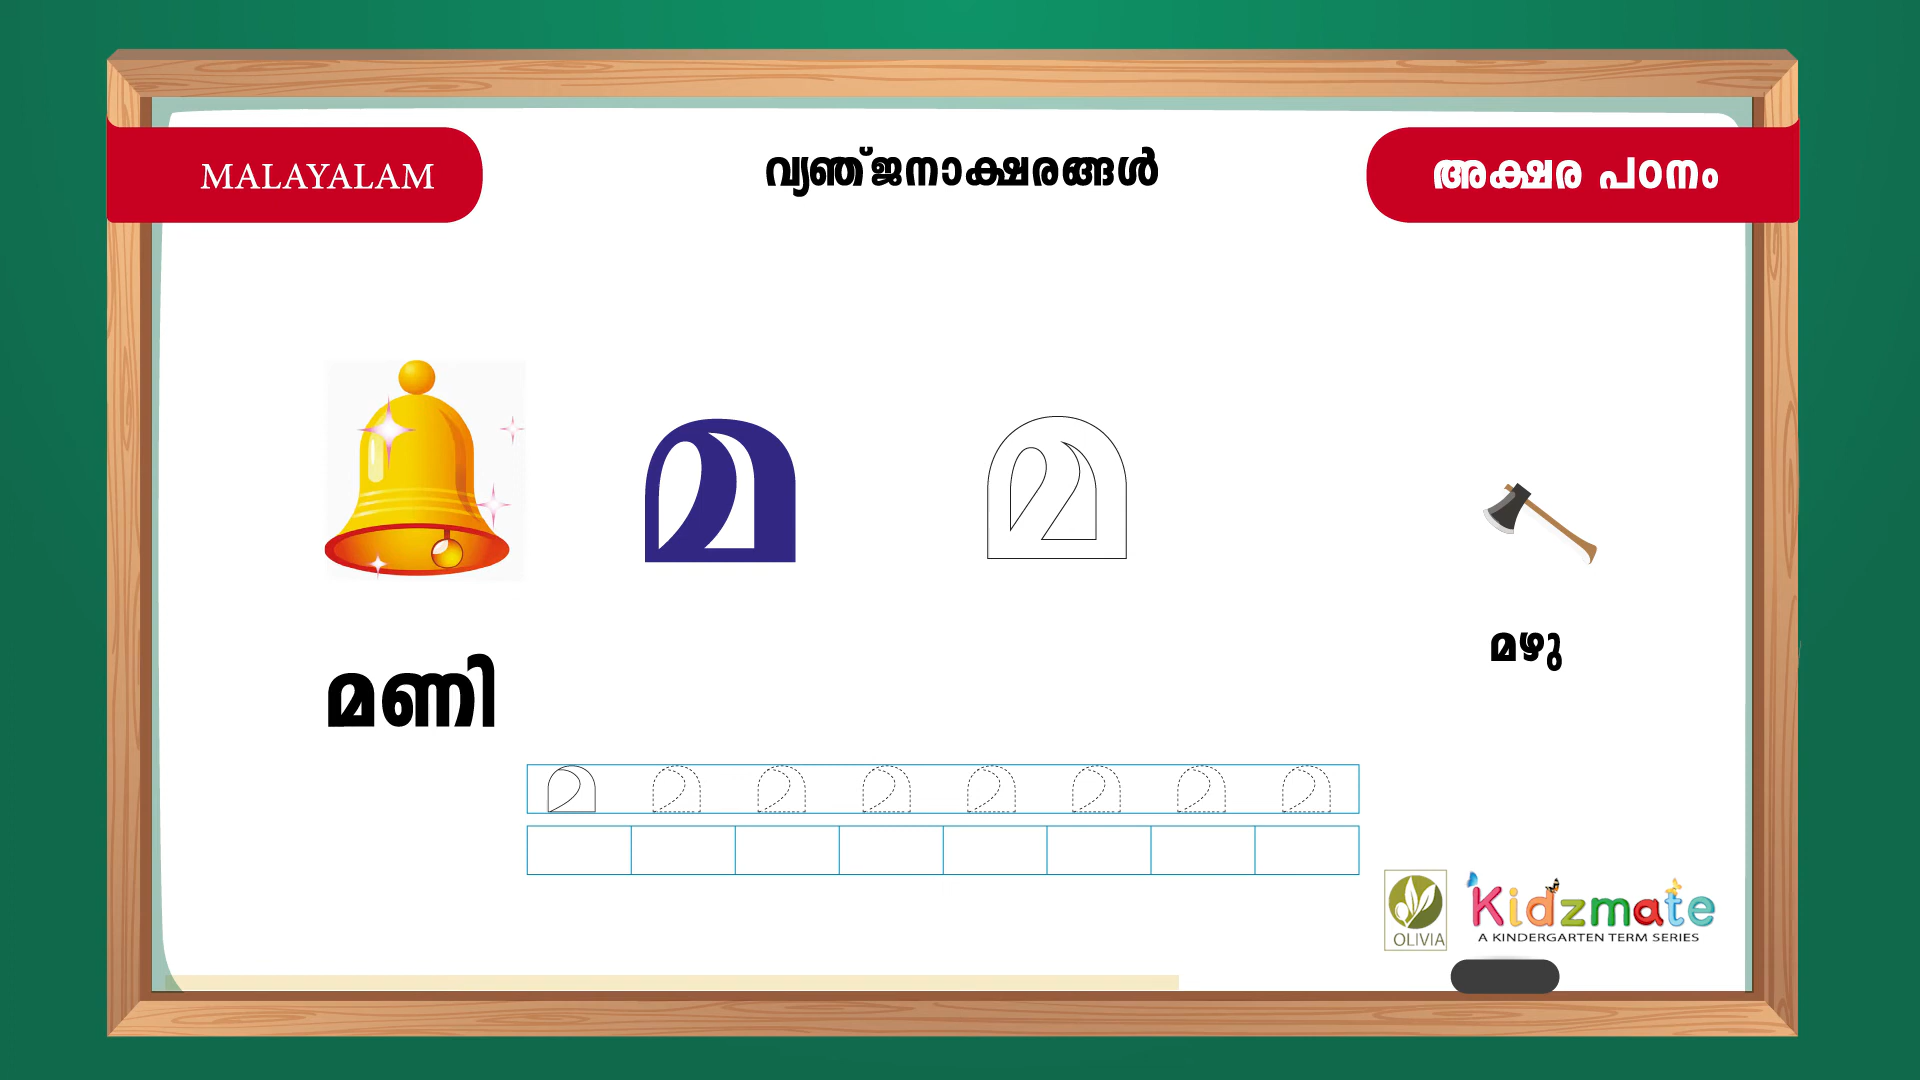 MALAYALAM
വ്യഞ്ജനാക്ഷരങ്ങൾ
അക്ഷര പഠനം
മ മ
മണി
മഴു
മ മ മ മ മ മ മ മ
OLIVIA
Kidzmate
A KINDERGARTEN TERM SERIES